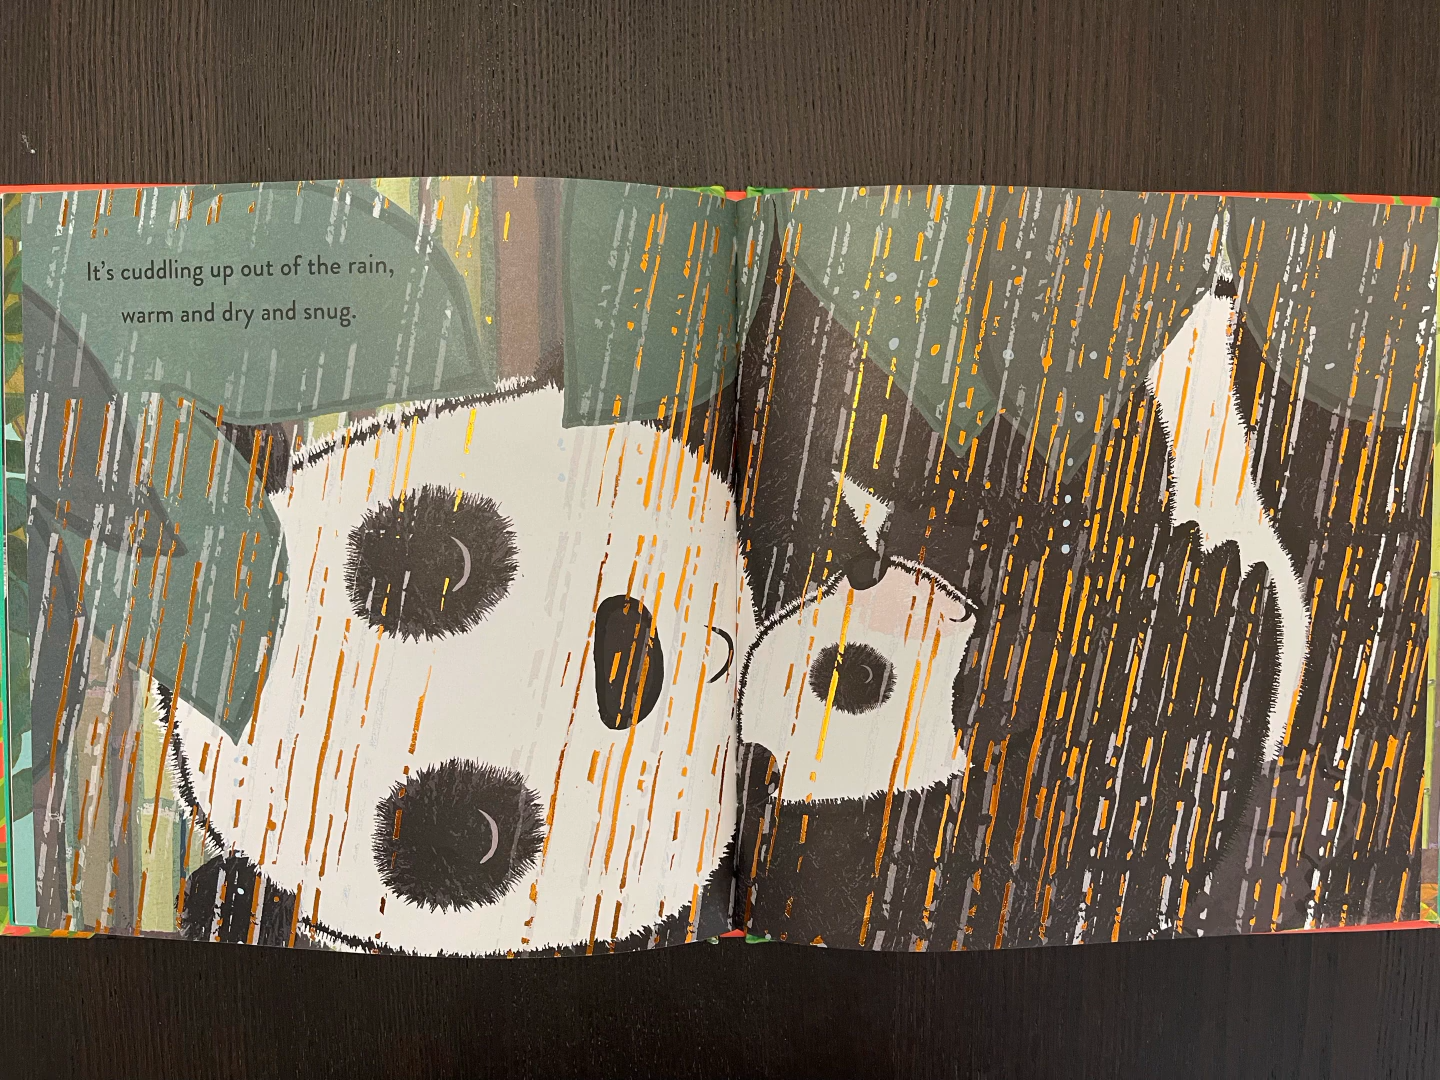 It's cuddling up out of the rain,
warm and dry and snug.